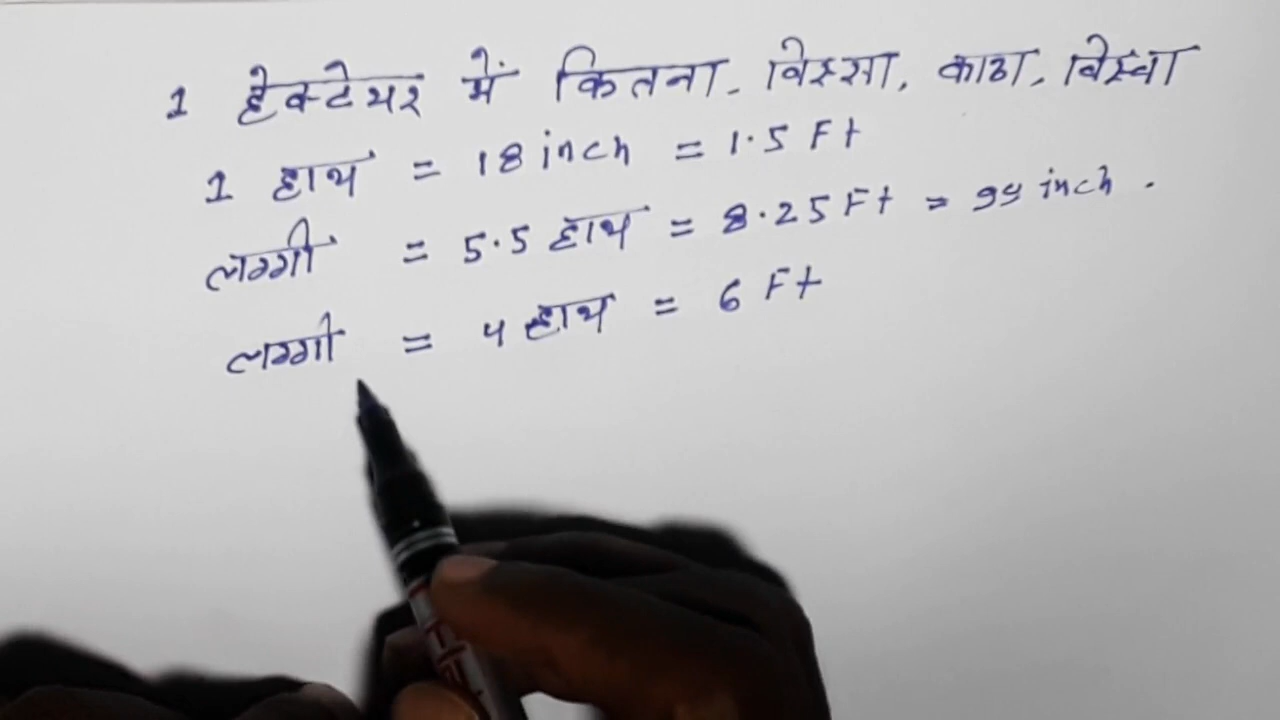 1 हेक्टेयर में कितना - विस्सा, काठा, विस्वा
1 हाथ = 18 inch = 1.5 Ft
लग्गी = 5.5 हाथ = 8.25 Ft = 99 inch .
लग्गी = 4 हाथ = 6 Ft